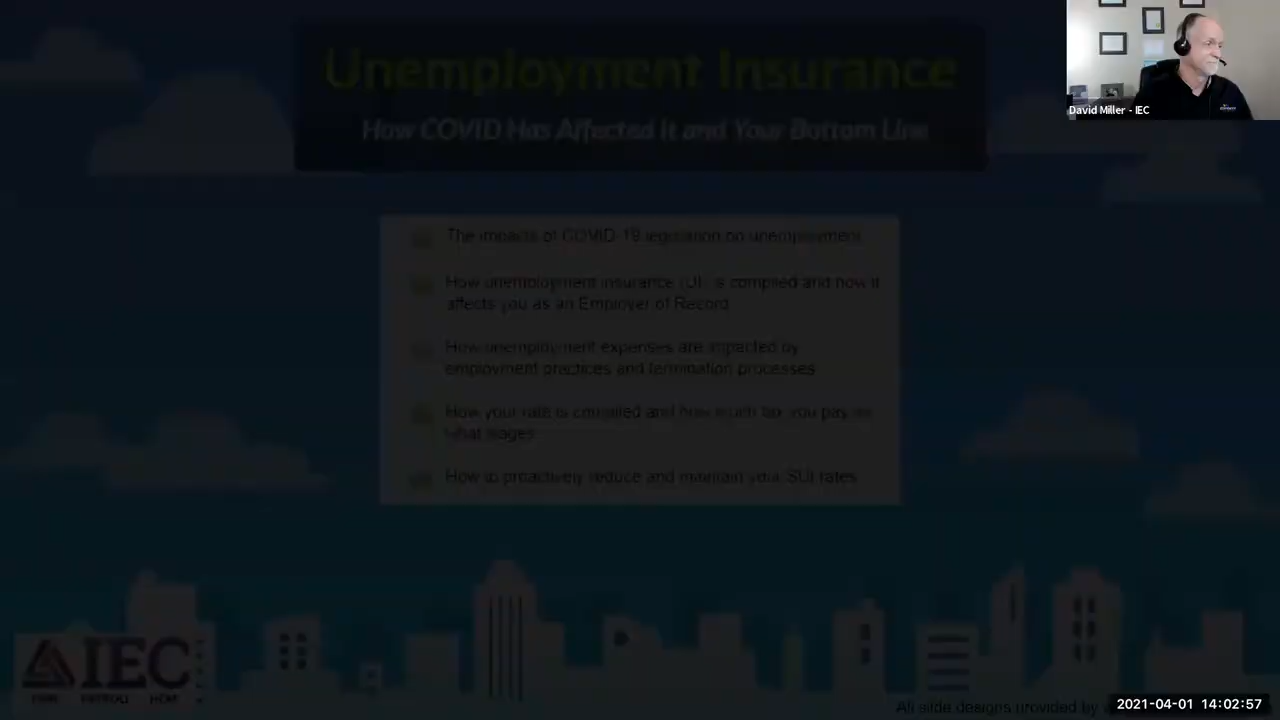 Unemployment Insurance
How COVID Has Affected It and Your Bottom Line
David Miller - IEC
The impacts of COVID-19 legislation on unemployment
How unemployment insurance (UI) is compiled and how it
affects you as an Employer of Record
How unemployment expenses are impacted by
employment practices and termination processes
How your rate is compiled and how much tax you pay on
what wages
How to proactively reduce and maintain your SUI rates
IEC
PAYROLL HCM
All slide designs provided by
2021-04-01 14:02:57